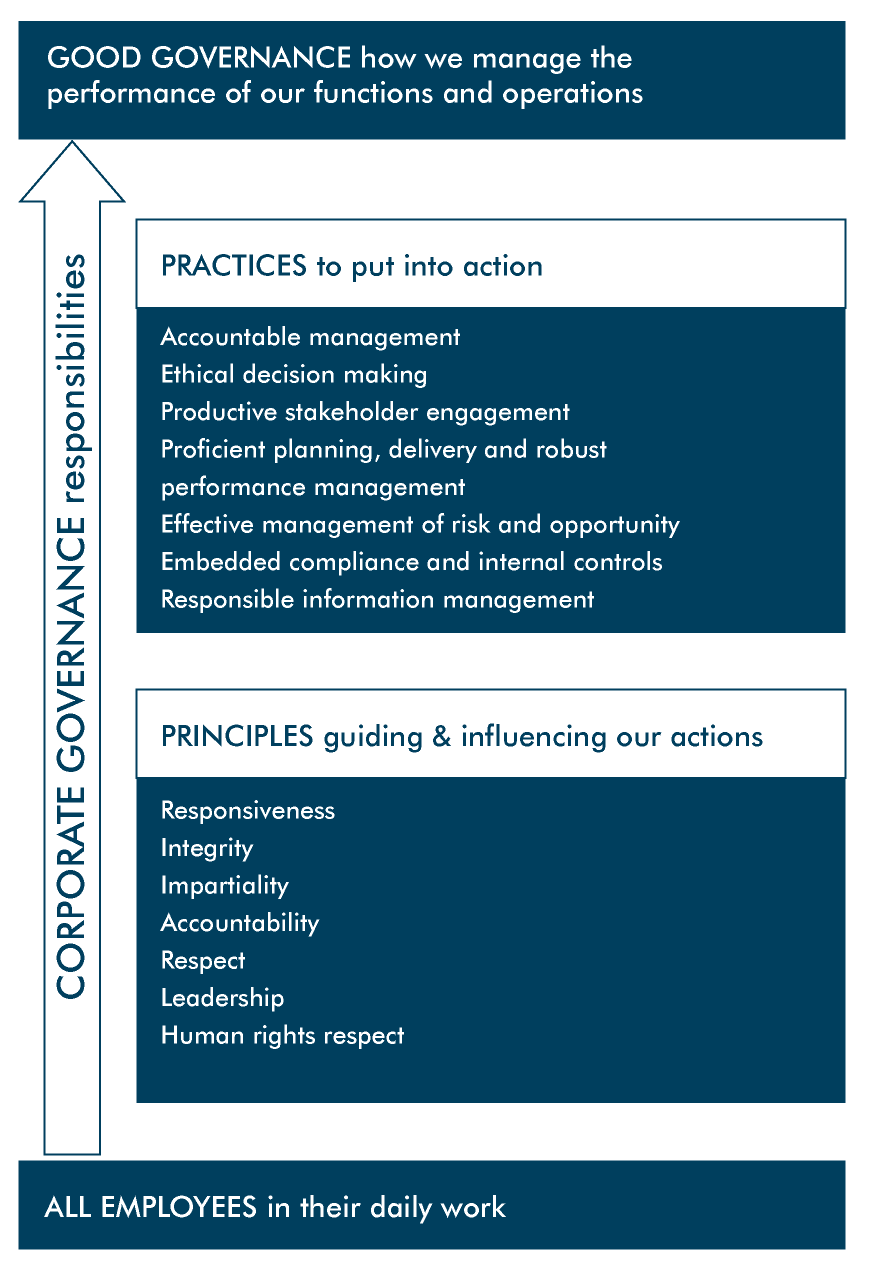 GOOD GOVERNANCE how we manage the
performance of our functions and operations
CORPORATE GOVERNANCE responsibilities
PRACTICES to put into action
Accountable management
Ethical decision making
Productive stakeholder engagement
Proficient planning, delivery and robust
performance management
Effective management of risk and opportunity
Embedded compliance and internal controls
Responsible information management
PRINCIPLES guiding & influencing our actions
Responsiveness
Integrity
Impartiality
Accountability
Respect
Leadership
Human rights respect
ALL EMPLOYEES in their daily work